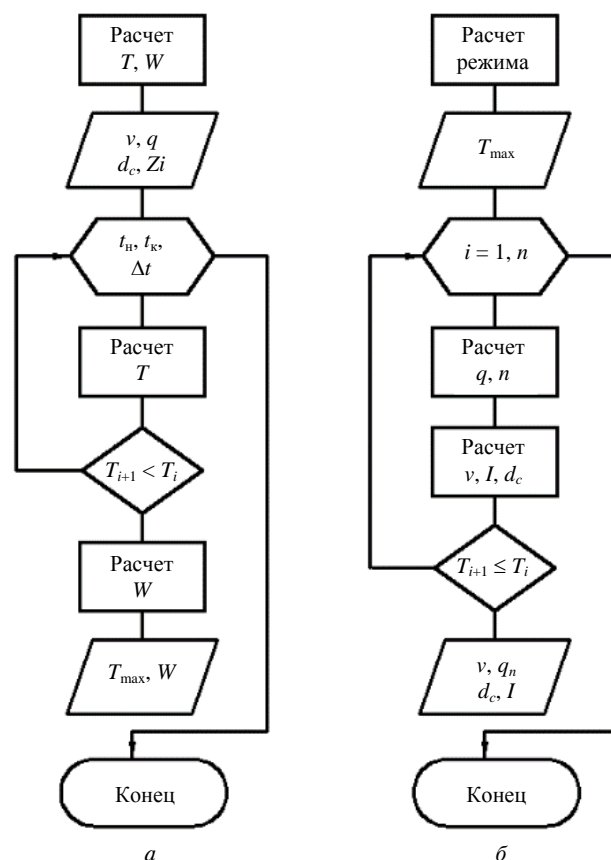 Расчет
T, W
v, q
d_c, Zi
t_н, t_к,
Δt
Расчет
T
T_{i+1} < T_i
Расчет
W
T_max, W
Конец
а
Расчет
режима
T_max
i = 1, n
Расчет
q, n
Расчет
v, I, d_c
T_{i+1} ≤ T_i
v, q_n
d_c, I
Конец
б